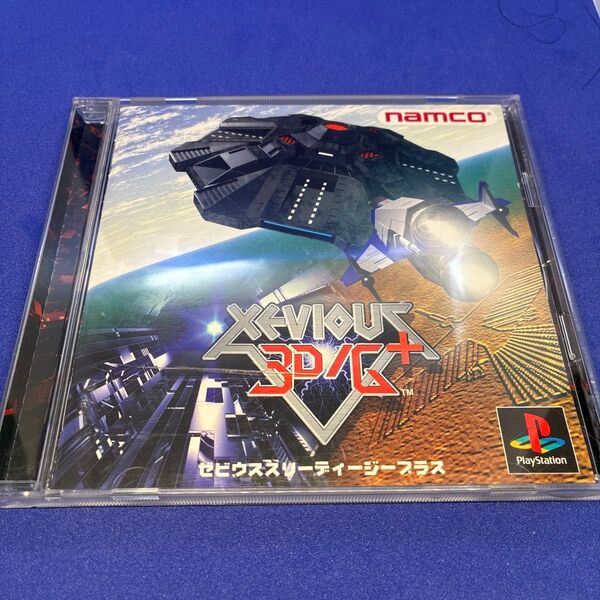 namco®
XEVIOUS
3D/G+™
ゼビウススリーディージープラス
PlayStation